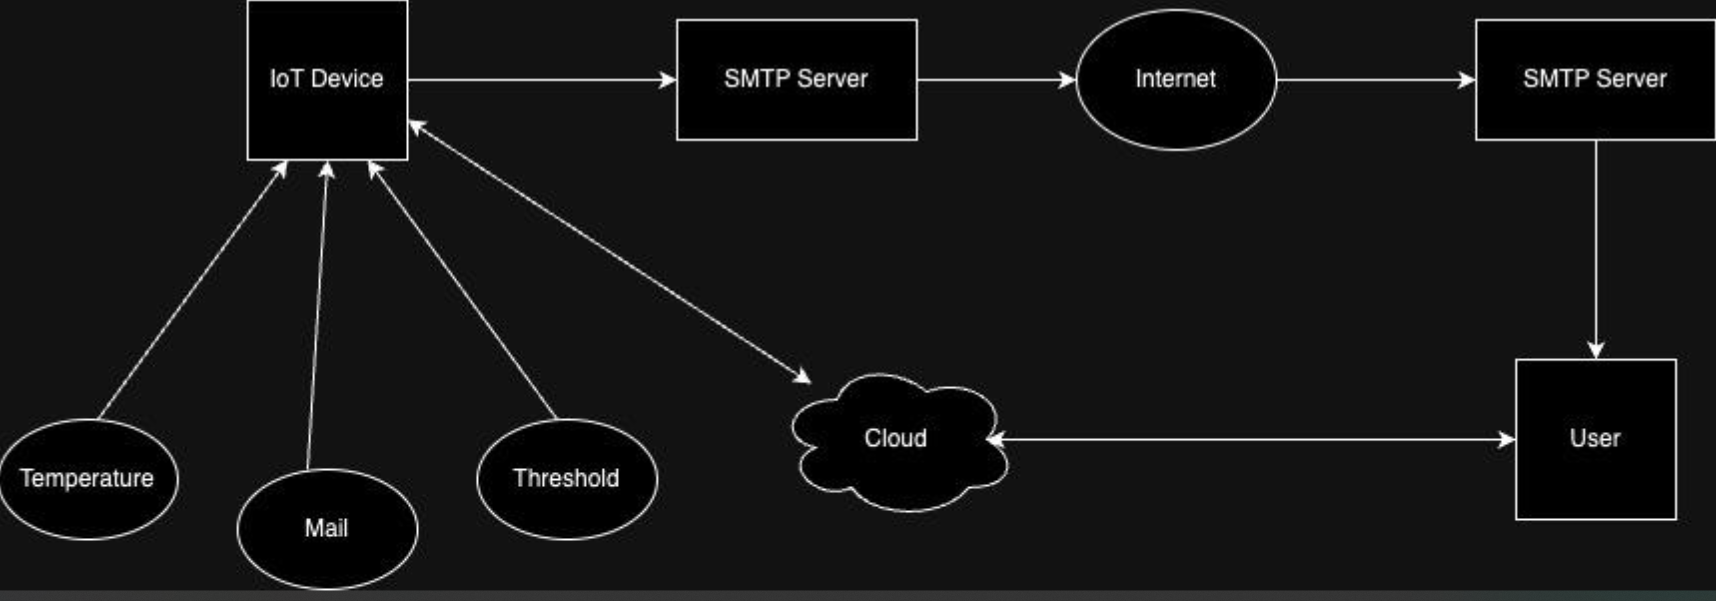 IoT Device
SMTP Server
Internet
SMTP Server
Temperature
Mail
Threshold
Cloud
User